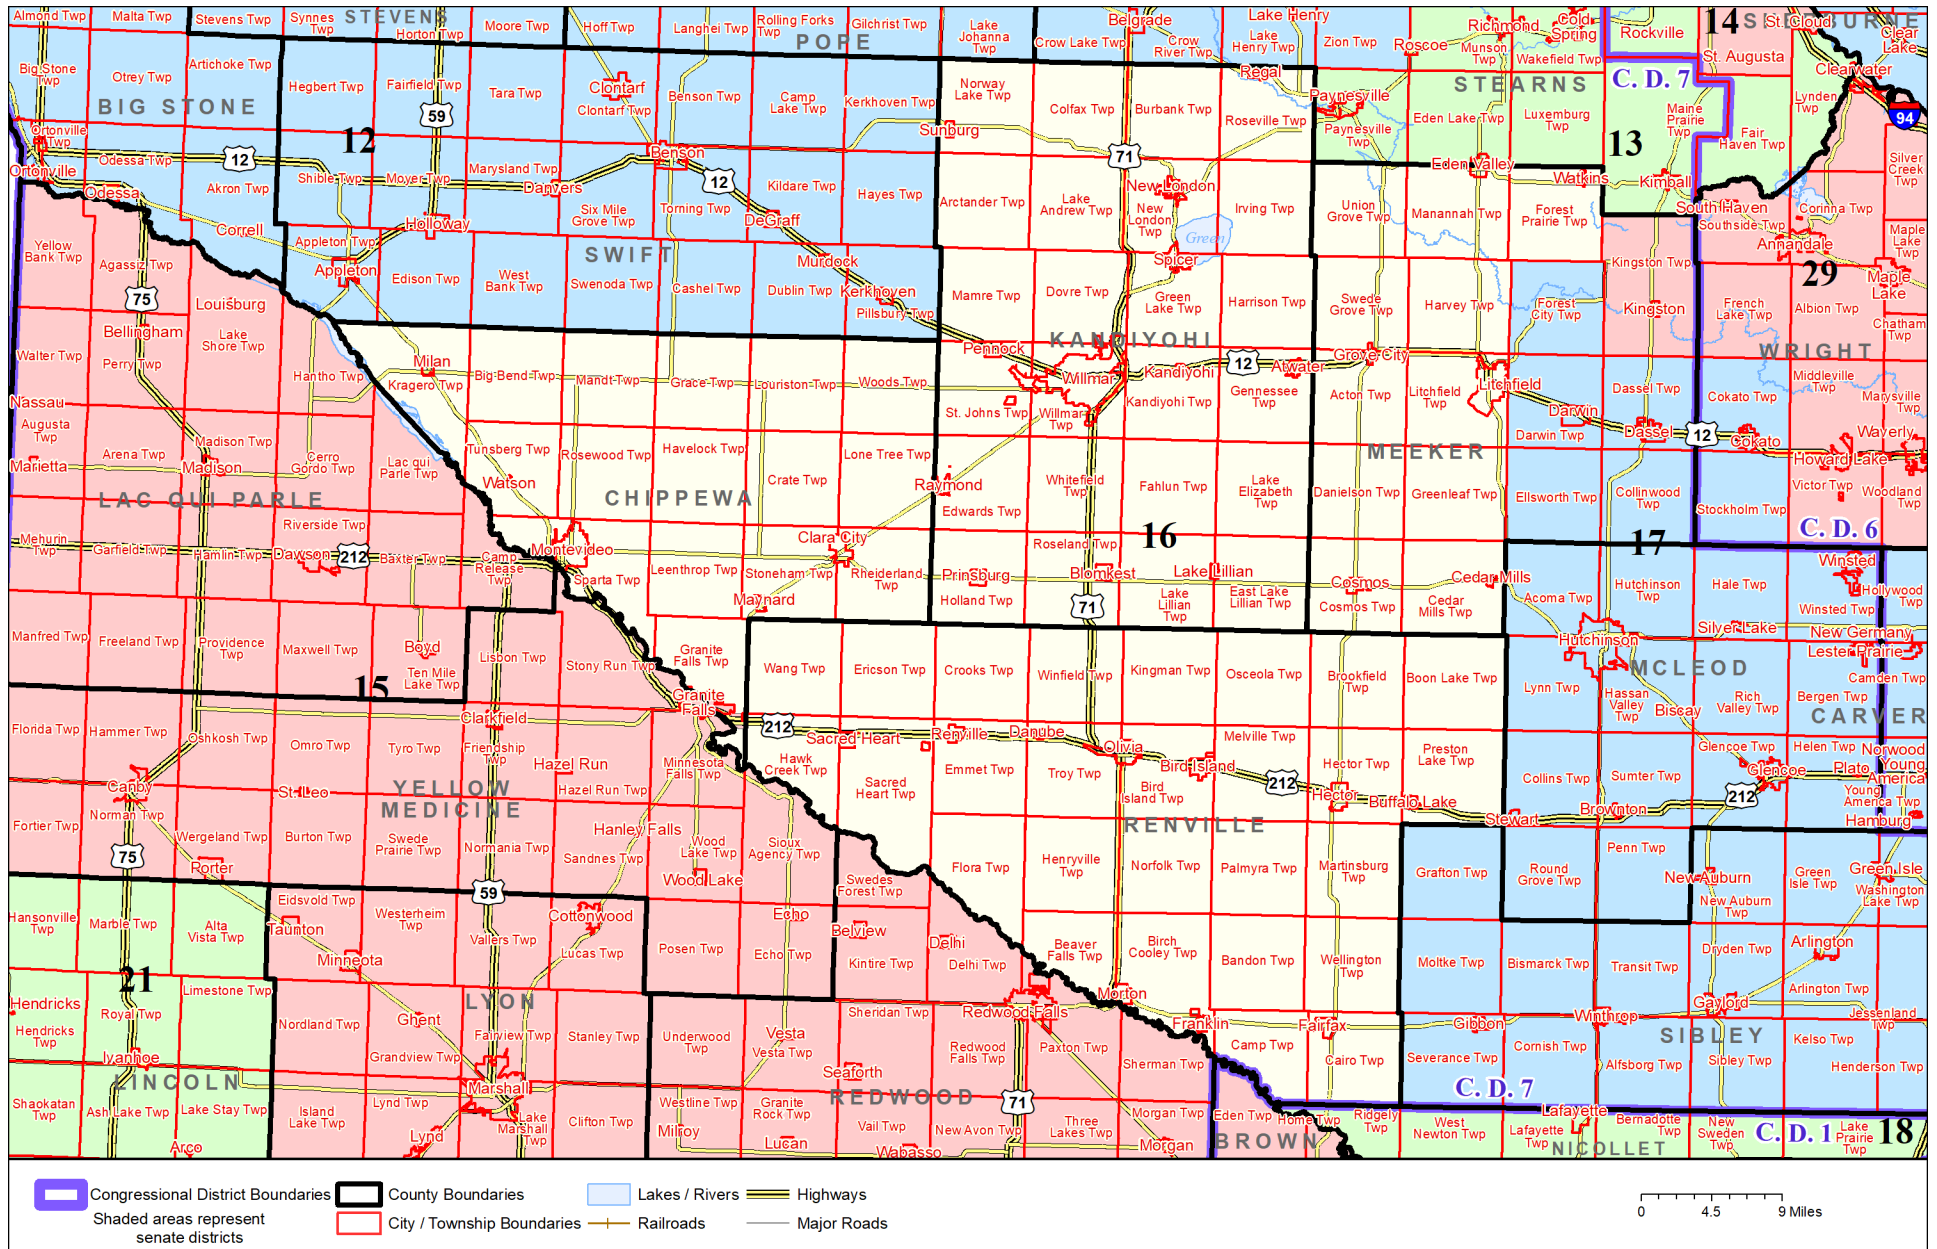 Almond Twp
Malta Twp
Stevens Twp
Synnes
Twp
STEVENS
Horton Twp
Moore Twp
Hoff Twp
Langhei Twp
Rolling Forks
Twp
Gilchrist Twp
POPE
Lake
Johanna
Twp
Belgrade
Crow Lake Twp
Crow
River Twp
Lake Henry
Lake
Henry Twp
Zion Twp
Roscoe
Richmond
Munson
Twp
Cold
Spring
Wakefield Twp
Rockville
14
SHERBURNE
St. Cloud
St. Augusta
Clear
Lake
Clearwater
Big Stone
Twp
Otrey Twp
Artichoke Twp
BIG STONE
Hegbert Twp
Fairfield Twp
Tara Twp
Clontarf
Clontarf Twp
Benson Twp
Camp
Lake Twp
Kerkhoven Twp
Norway
Lake Twp
Colfax Twp
Burbank Twp
Regal
Roseville Twp
Paynesville
Paynesville
Twp
STEARNS
Eden Lake Twp
Luxemburg
Twp
C. D. 7
Maine
Prairie
Twp
Lynden
Twp
94
Fair
Haven Twp
13
Silver
Creek
Twp
Ortonville
Twp
Ortonville
Odessa Twp
12
12
59
Sunburg
71
Benson
Marysland Twp
Shible Twp
Moyer Twp
Danvers
Akron Twp
Odessa
12
Kildare Twp
Hayes Twp
Arctander Twp
Lake
Andrew Twp
New London
New
London
Twp
Irving Twp
Green
Union
Grove Twp
Manannah Twp
Eden Valley
Watkins
Forest
Prairie Twp
Kimball
South Haven
Southside Twp
Corinna Twp
Annandale
Maple
Lake
Twp
Correll
Holloway
Six Mile
Grove Twp
Torning Twp
DeGraff
Appleton Twp
Appleton
Edison Twp
West
Bank Twp
SWIFT
Swenoda Twp
Cashel Twp
Dublin Twp
Murdock
Kerkhoven
Pillsbury Twp
Mamre Twp
Dovre Twp
Spicer
Green
Lake Twp
Harrison Twp
Swede
Grove Twp
Harvey Twp
Forest
City Twp
Kingston Twp
Kingston
29
Maple
Lake
French
Lake Twp
Albion Twp
Chatham
Twp
WRIGHT
Yellow
Bank Twp
Agassiz Twp
75
Louisburg
Bellingham
Lake
Shore Twp
Walter Twp
Perry Twp
Hantho Twp
Milan
Kragero Twp
Big Bend Twp
Mandt Twp
Grace Twp
Louriston Twp
Woods Twp
Pennock
KANDIYOHI
Willmar
Kandiyohi
12
Atwater
Grove City
Litchfield
Gennessee
Twp
Kandiyohi Twp
St. Johns Twp
Willmar
Twp
Acton Twp
Litchfield
Twp
Dassel Twp
Darwin
Darwin Twp
Dassel
12
Cokato Twp
Cokato
Middleville
Twp
Marysville
Twp
Waverly
Howard Lake
Victor Twp
Woodland
Twp
Nassau
Augusta
Twp
Marietta
Arena Twp
Madison Twp
Madison
Cerro
Gordo Twp
Lac qui
Parle Twp
LAC QUI PARLE
Tunsberg Twp
Rosewood Twp
Havelock Twp
Lone Tree Twp
Crate Twp
Watson
CHIPPEWA
Raymond
Edwards Twp
Whitefield
Twp
Fahlun Twp
Lake
Elizabeth
Twp
MEEKER
Danielson Twp
Greenleaf Twp
Ellsworth Twp
Collinwood
Twp
Stockholm Twp
C. D. 6
Riverside Twp
Mehurin
Twp
Garfield Twp
Hamlin Twp
Dawson
212
Baxter Twp
Camp
Release
Twp
Montevideo
Sparta Twp
Leenthrop Twp
Stoneham Twp
Clara City
Rheiderland
Twp
Maynard
Roseland Twp
16
Prinsburg
Holland Twp
Blomkest
71
Lake Lillian
Lake
Lillian
Twp
East Lake
Lillian Twp
Cosmos
Cosmos Twp
Cedar Mills
Cedar
Mills Twp
17
Acoma Twp
Hutchinson
Twp
Hale Twp
Winsted
Winsted Twp
Hollywood
Twp
Manfred Twp
Freeland Twp
Providence
Twp
Maxwell Twp
Boyd
Ten Mile
Lake Twp
Lisbon Twp
Stony Run Twp
Granite
Falls Twp
Granite
Falls
Wang Twp
Ericson Twp
Crooks Twp
Winfield Twp
Kingman Twp
Osceola Twp
Brookfield
Twp
Boon Lake Twp
Hutchinson
Silver Lake
New Germany
Lester Prairie
MCLEOD
Lynn Twp
Hassan
Valley
Twp
Biscay
Rich
Valley Twp
Bergen Twp
Camden Twp
CARVER
15
Florida Twp
Hammer Twp
Oshkosh Twp
Omro Twp
Tyro Twp
Clarkfield
Friendship
Twp
Hazel Run
Hazel Run Twp
Minnesota
Falls Twp
212
Sacred Heart
Renville
Danube
Olivia
Hawk
Creek Twp
Sacred
Heart Twp
Emmet Twp
Troy Twp
Bird
Island Twp
Bird Island
Melville Twp
212
Hector Twp
Hector
Preston
Lake Twp
Buffalo Lake
Stewart
Collins Twp
Sumter Twp
Brownton
Glencoe Twp
Glencoe
212
Helen Twp
Plato
Norwood
Young
America
Young
America Twp
Hamburg
Canby
Norman Twp
Fortier Twp
75
Wergeland Twp
Porter
St. Leo
YELLOW
MEDICINE
Burton Twp
Swede
Prairie Twp
Normania Twp
Hanley Falls
Sandnes Twp
Wood
Lake Twp
Wood Lake
Sioux
Agency Twp
RENVILLE
Flora Twp
Henryville
Twp
Norfolk Twp
Palmyra Twp
Martinsburg
Twp
Grafton Twp
Round
Grove Twp
Penn Twp
New Auburn
New Auburn
Twp
Green
Isle Twp
Green Isle
Washington
Lake Twp
Hansonville
Twp
Marble Twp
Alta
Vista Twp
Eidsvold Twp
Taunton
Westerheim
Twp
59
Vallers Twp
Cottonwood
Lucas Twp
Posen Twp
Echo
Echo Twp
Swedes
Forest Twp
Belview
Kintire Twp
Delhi
Delhi Twp
Beaver
Falls Twp
Birch
Cooley Twp
Bandon Twp
Wellington
Twp
Moltke Twp
Bismarck Twp
Transit Twp
Dryden Twp
Arlington
Arlington Twp
21
Minneota
Limestone Twp
Hendricks
Hendricks
Twp
Royal Twp
Nordland Twp
Ghent
LYON
Fairview Twp
Stanley Twp
Underwood
Twp
Vesta
Vesta Twp
Sheridan Twp
Redwood Falls
Redwood
Falls Twp
Paxton Twp
Morton
Franklin
Sherman Twp
Camp Twp
Fairfax
Cairo Twp
Gibbon
Severance Twp
Winthrop
Cornish Twp
Alfsborg Twp
Gaylord
SIBLEY
Sibley Twp
Jessenland
Twp
Kelso Twp
Henderson Twp
Ivanhoe
LINCOLN
Shaokatan
Twp
Ash Lake Twp
Lake Stay Twp
Arco
Grandview Twp
Marshall
Island
Lake
Twp
Lynd Twp
Lynd
Lake
Marshall
Twp
Clifton Twp
Westline Twp
Milroy
Granite
Rock Twp
Lucan
Seaforth
REDWOOD
Vail Twp
Wabasso
New Avon Twp
71
Three
Lakes Twp
Morgan Twp
Morgan
Eden Twp
BROWN
Home Twp
Ridgely
Twp
C. D. 7
West
Newton Twp
Lafayette
Lafayette
Twp
NICOLLET
Bernadotte
Twp
New
Sweden
Twp
C. D. 1
Lake
Prairie
Twp
18
Congressional District Boundaries
County Boundaries
Lakes / Rivers
Highways
Shaded areas represent
senate districts
City / Township Boundaries
Railroads
Major Roads
0 4.5 9 Miles